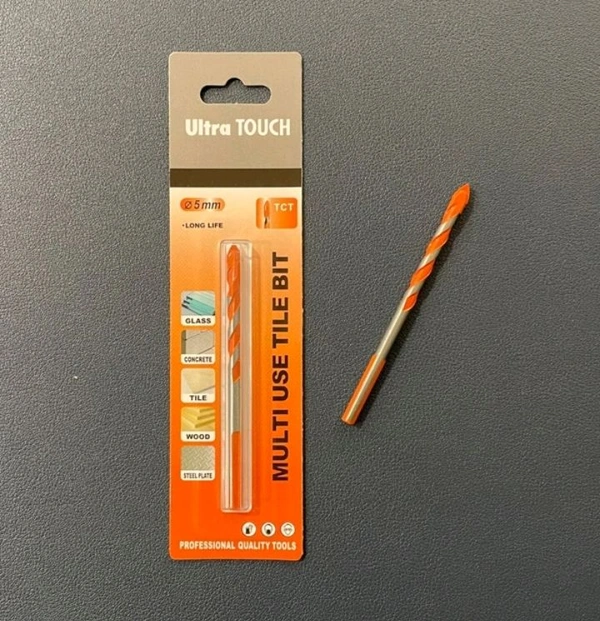 Ultra TOUCH
Ø5mm
TCT
•LONG LIFE
MULTI USE TILE BIT
GLASS
CONCRETE
TILE
WOOD
STEEL PLATE
PROFESSIONAL QUALITY TOOLS